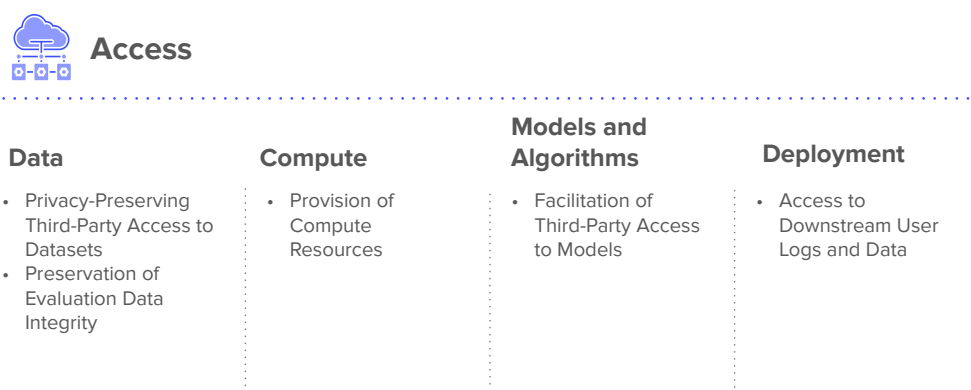 Access
Data
• Privacy-Preserving
Third-Party Access to
Datasets
• Preservation of
Evaluation Data
Integrity
Compute
• Provision of
Compute
Resources
Models and
Algorithms
• Facilitation of
Third-Party Access
to Models
Deployment
• Access to
Downstream User
Logs and Data